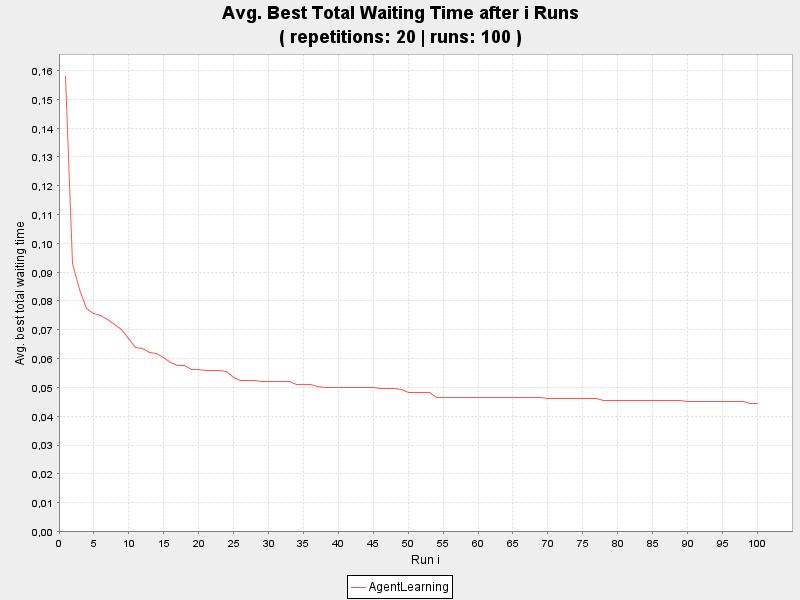 Avg. Best Total Waiting Time after i Runs
( repetitions: 20 | runs: 100 )
Avg. best total waiting time
0,16
0,15
0,14
0,13
0,12
0,11
0,10
0,09
0,08
0,07
0,06
0,05
0,04
0,03
0,02
0,01
0,00
0 5 10 15 20 25 30 35 40 45 50 55 60 65 70 75 80 85 90 95 100
Run i
AgentLearning